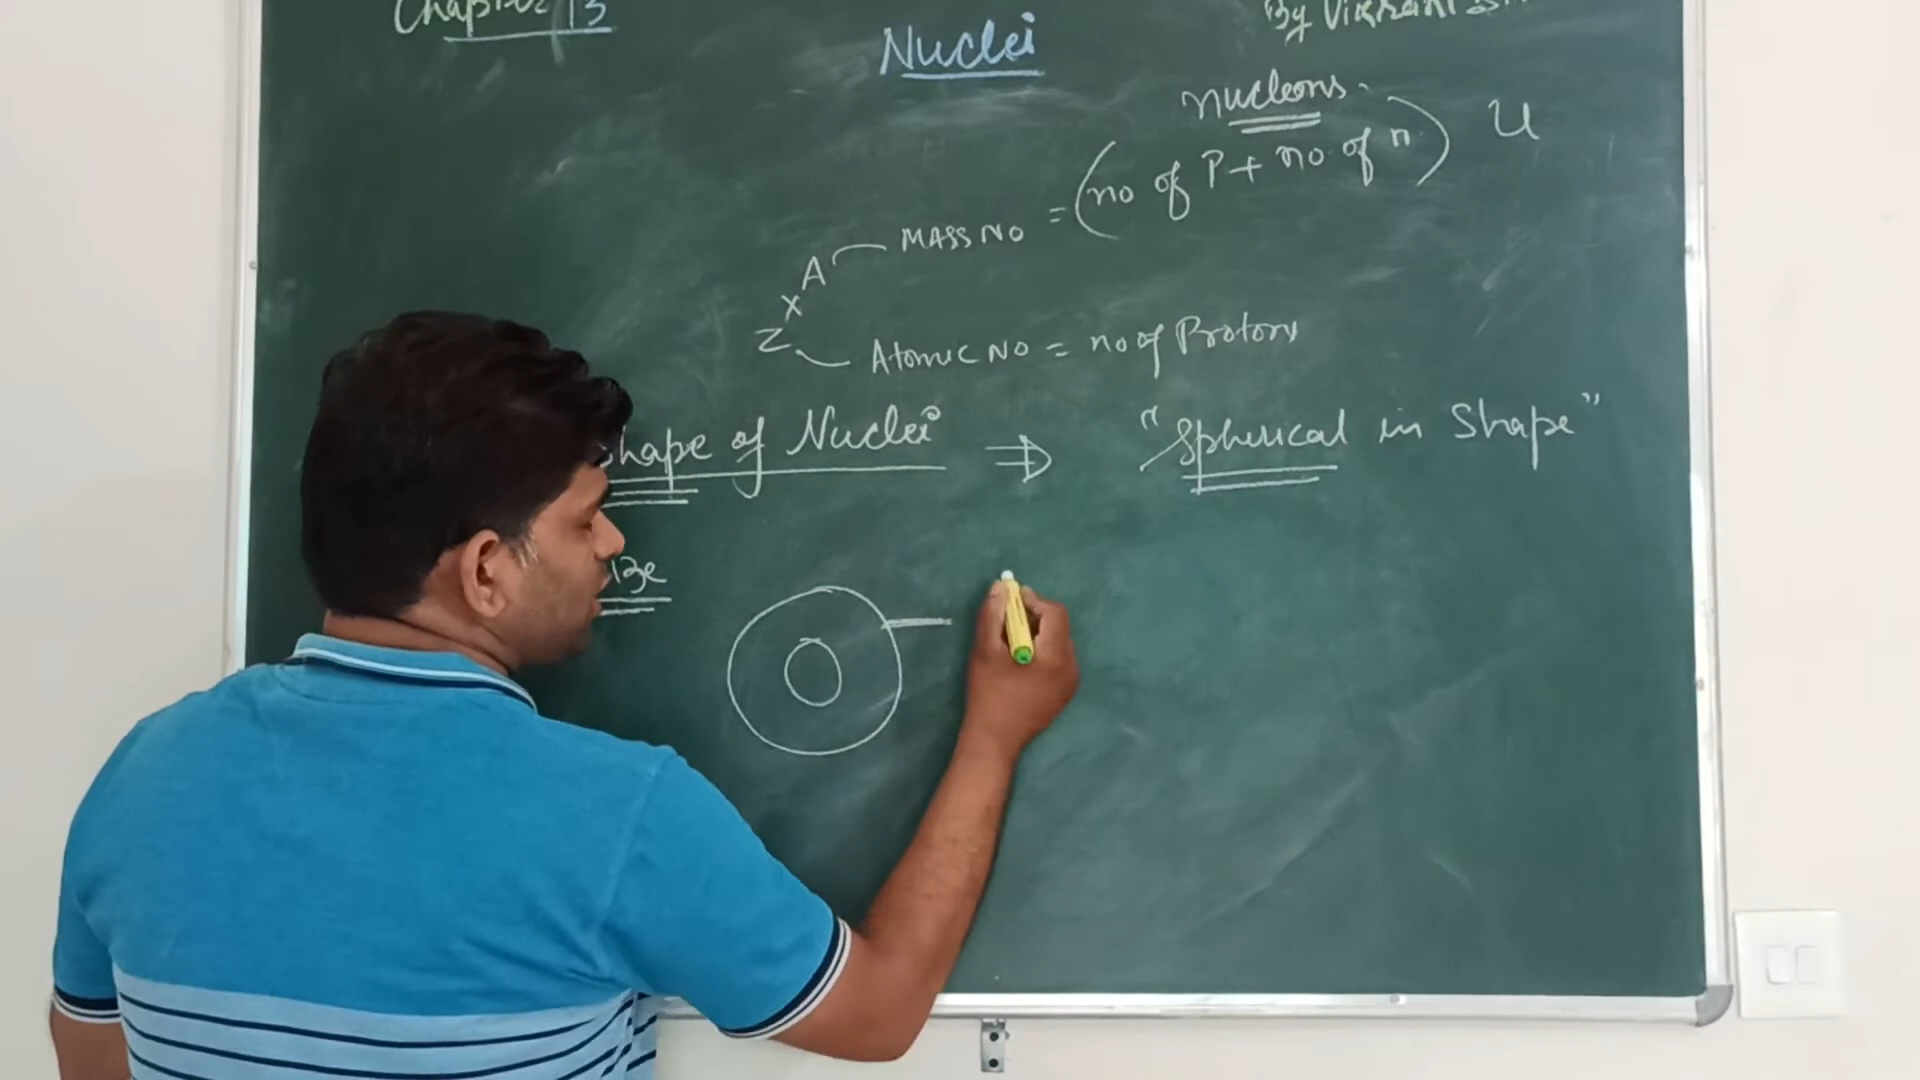 Chapter 13
By Vikrant
Nuclei
nucleons.
MASS NO = (no of P + no. of n) u
A
X
Z
Atomic NO = no of Protons
Shape of Nuclei ⇒ "Spherical in Shape"